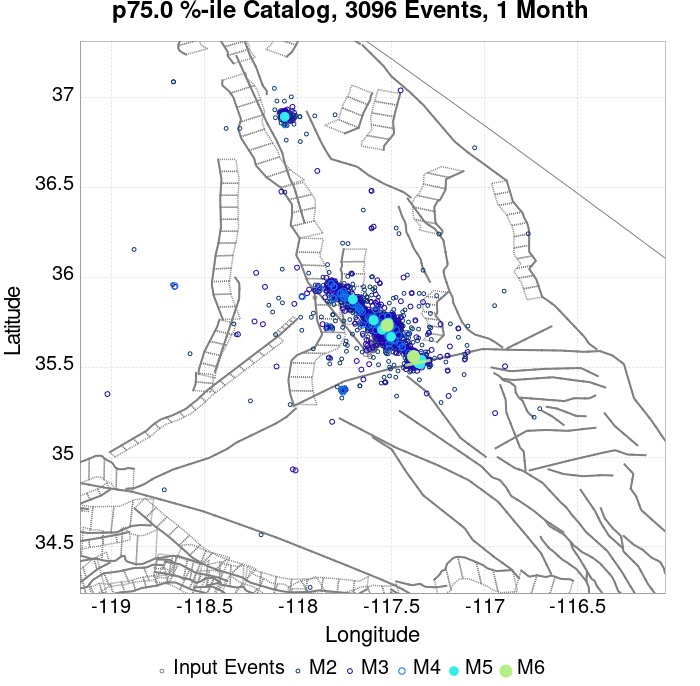 p75.0 %-ile Catalog, 3096 Events, 1 Month
37
36.5
36
35.5
35
34.5
Latitude
-119 -118.5 -118 -117.5 -117 -116.5
Longitude
Input Events M2 M3 M4 M5 M6